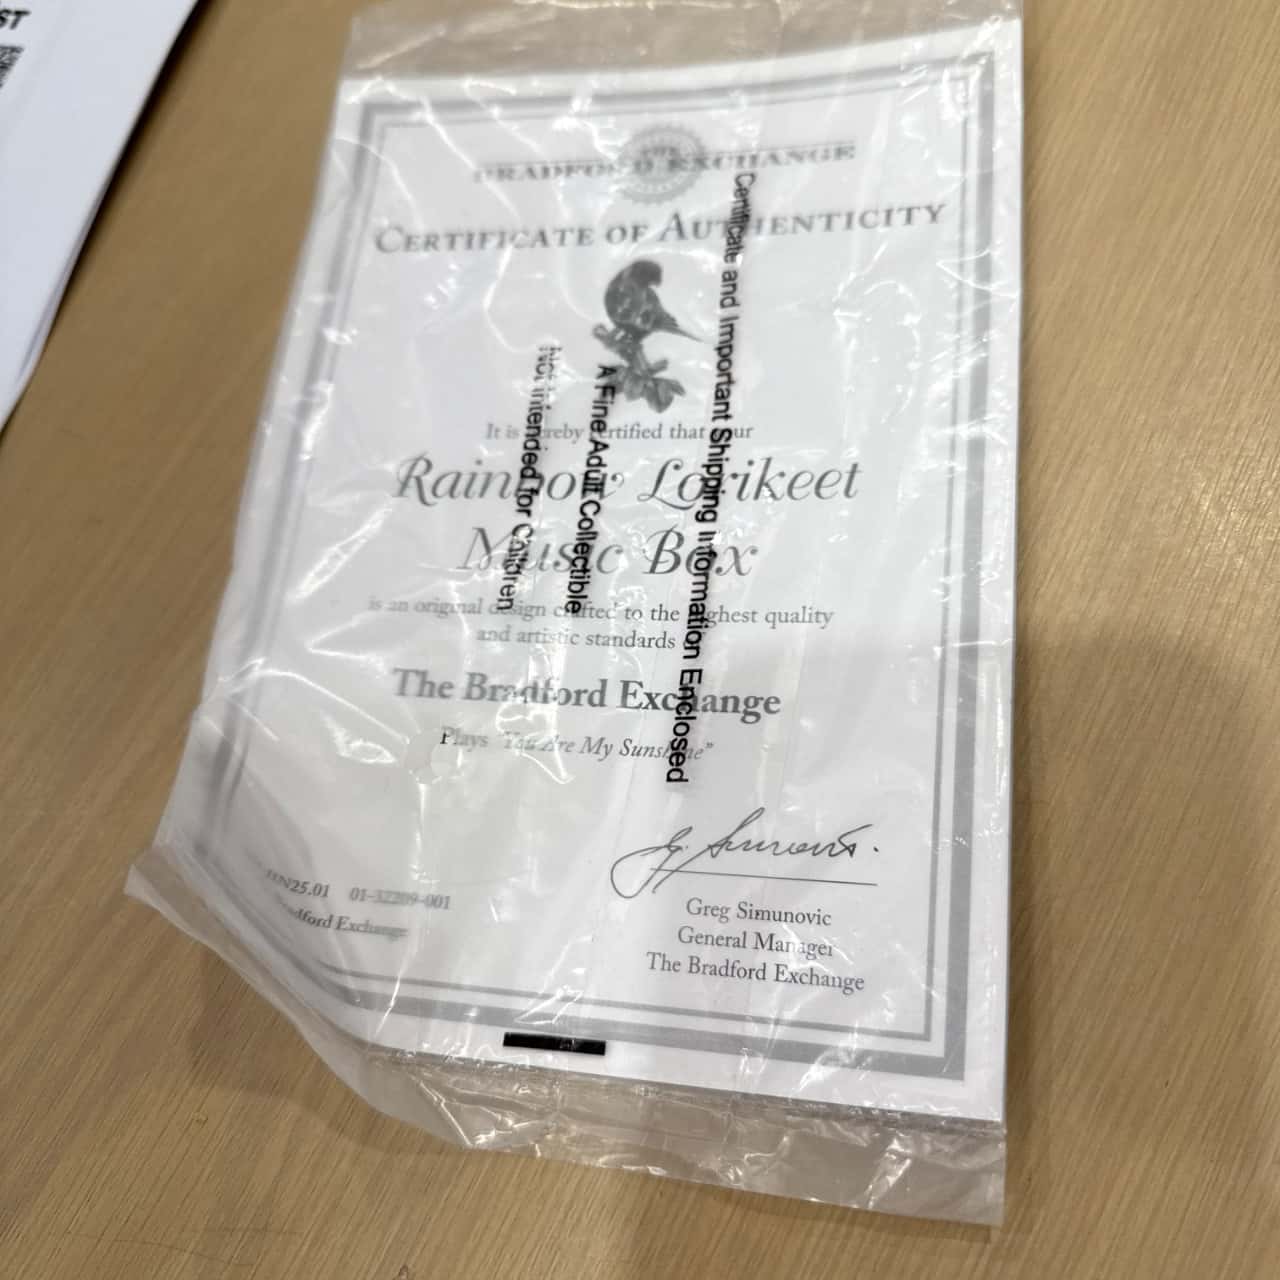 ST
THE
BRADFORD EXCHANGE
CERTIFICATE OF AUTHENTICITY
It is hereby certified that your
Rainbow Lorikeet
Music Box
is an original design crafted to the highest quality
and artistic standards
The Bradford Exchange
Plays "You Are My Sunshine"
Greg Simunovic
General Manager
The Bradford Exchange
25.01 01-32209-001
Bradford Exchange
Certificate and Important Shipping Information Enclosed
A Fine Adult Collectible
Not Intended for Children